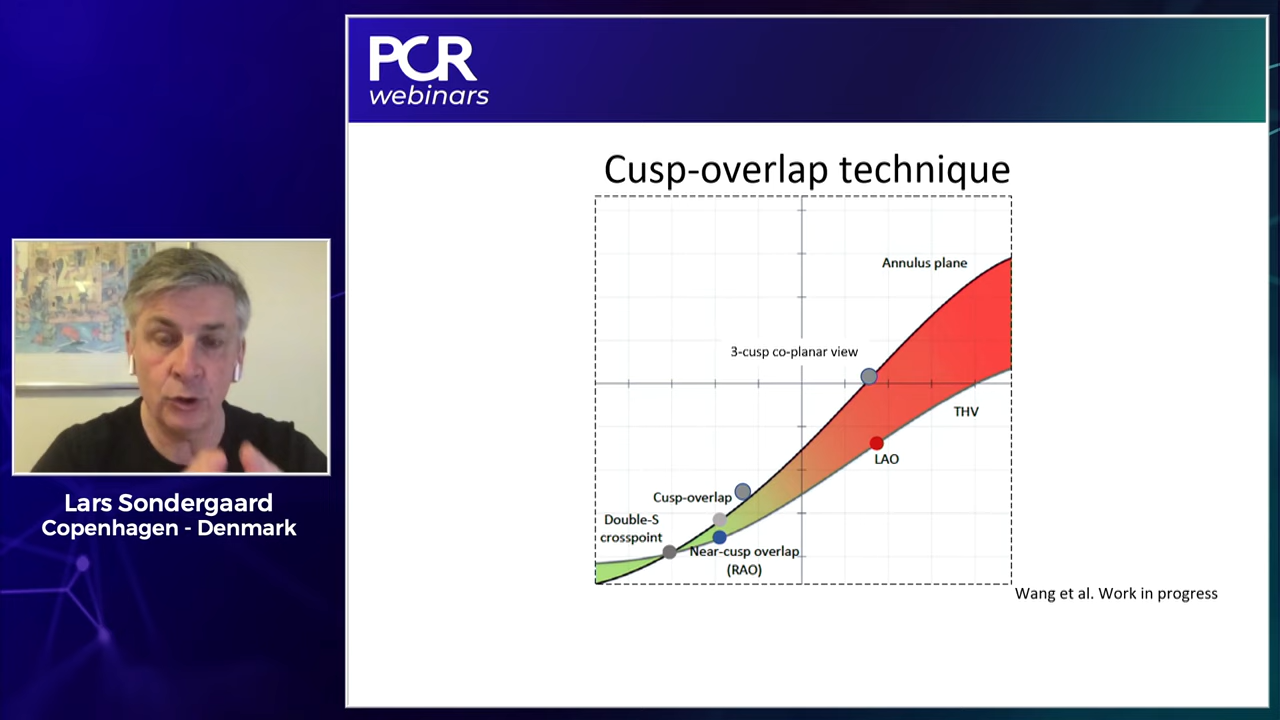 PCR
webinars
Cusp-overlap technique
Annulus plane
3-cusp co-planar view
THV
LAO
Cusp-overlap
Double-S
crosspoint
Near-cusp overlap
(RAO)
Wang et al. Work in progress
Lars Sondergaard
Copenhagen - Denmark